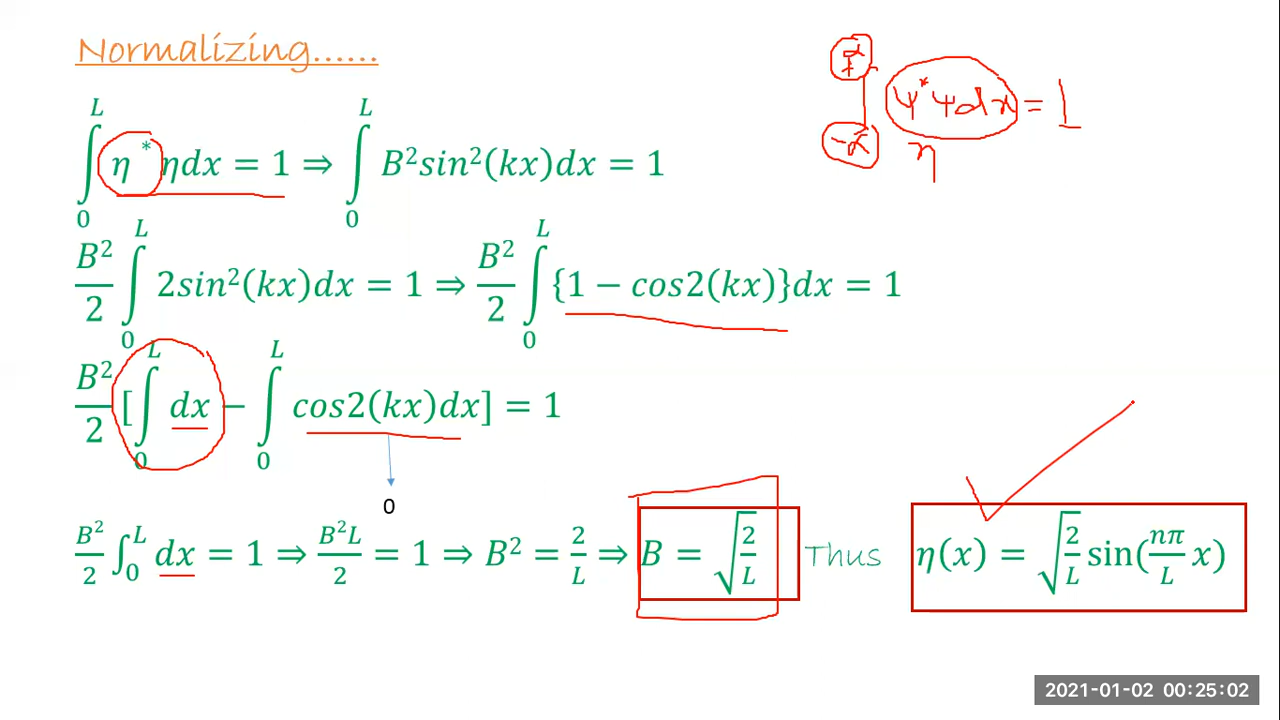 Normalizing......
∫₀ᴸ η*ηdx = 1 ⇒ ∫₀ᴸ B²sin²(kx)dx = 1
B²/2 ∫₀ᴸ 2sin²(kx)dx = 1 ⇒ B²/2 ∫₀ᴸ {1 − cos2(kx)}dx = 1
B²/2 [∫₀ᴸ dx − ∫₀ᴸ cos2(kx)dx] = 1
0
B²/2 ∫₀ᴸ dx = 1 ⇒ B²L/2 = 1 ⇒ B² = 2/L ⇒ B = √(2/L) Thus η(x) = √(2/L) sin(nπ/L x)
ψ*ψdx = 1
η
2021-01-02 00:25:02